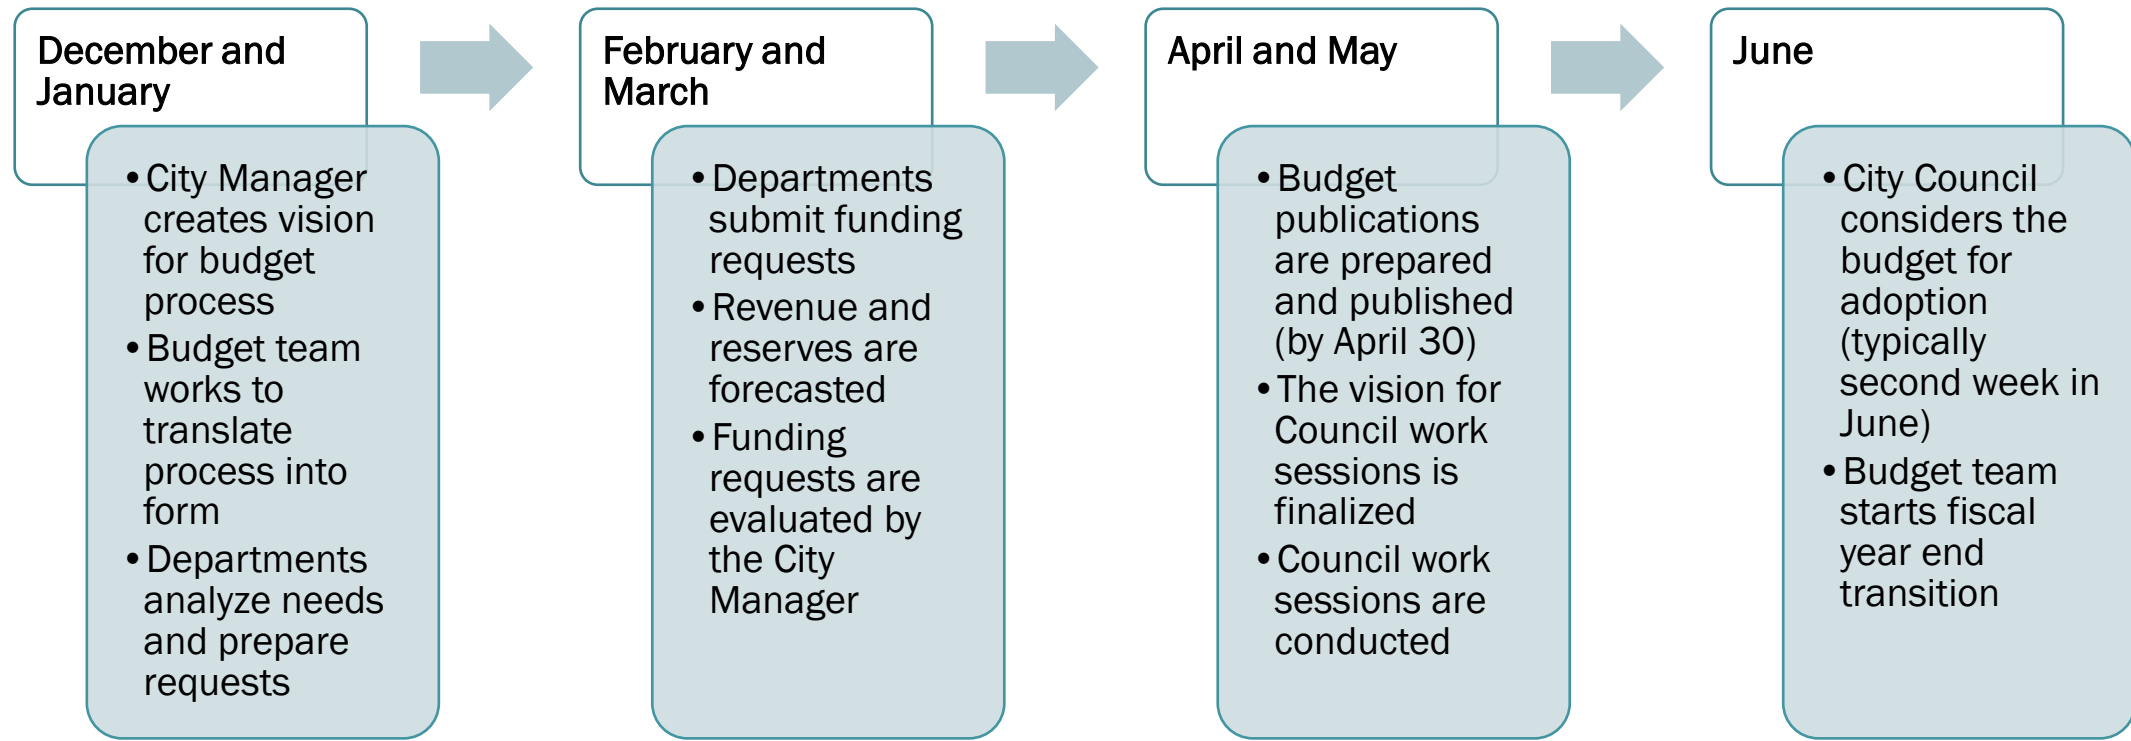 December and
January
• City Manager
creates vision
for budget
process
• Budget team
works to
translate
process into
form
• Departments
analyze needs
and prepare
requests
February and
March
• Departments
submit funding
requests
• Revenue and
reserves are
forecasted
• Funding
requests are
evaluated by
the City
Manager
April and May
• Budget
publications
are prepared
and published
(by April 30)
• The vision for
Council work
sessions is
finalized
• Council work
sessions are
conducted
June
• City Council
considers the
budget for
adoption
(typically
second week in
June)
• Budget team
starts fiscal
year end
transition